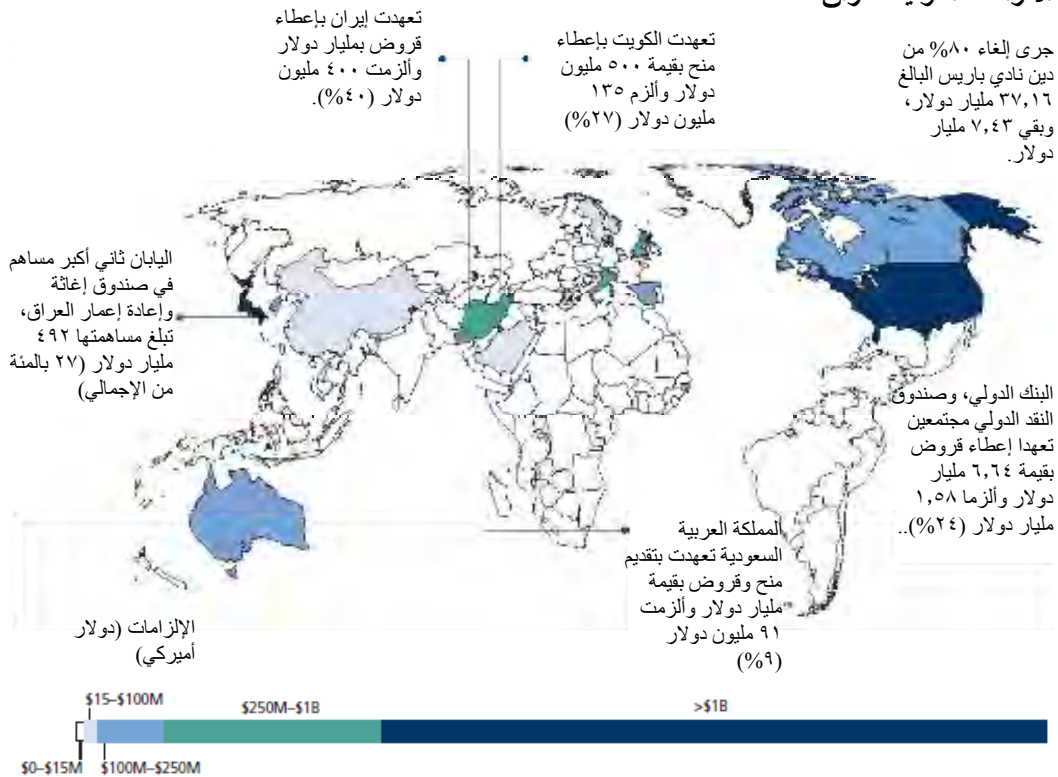 تعهدت إيران بإعطاء
قروض بمليار دولار
وألزمت ٤٠٠ مليون
دولار (٤٠%).
تعهدت الكويت بإعطاء
منح بقيمة ٥٠٠ مليون
دولار وألزم ١٣٥
مليون دولار (٢٧%)
جرى إلغاء ٨٠% من
دين نادي باريس البالغ
٣٧,١٦ مليار دولار،
وبقي ٧,٤٣ مليار
دولار.
اليابان ثاني أكبر مساهم
في صندوق إغاثة
وإعادة إعمار العراق،
تبلغ مساهمتها ٤٩٢
مليار دولار (٢٧ بالمئة
من الإجمالي)
البنك الدولي، وصندوق
النقد الدولي مجتمعين
تعهدا إعطاء قروض
بقيمة ٦,٦٤ مليار
دولار وألزما ١,٥٨
مليار دولار (٢٤%)..
المملكة العربية
السعودية تعهدت بتقديم
منح وقروض بقيمة
مليار دولار وألزمت
٩١ مليون دولار
(٩%)
الإلزامات (دولار
أميركي)
$15–$100M
$250M–$1B
>$1B
$0–$15M
$100M–$250M